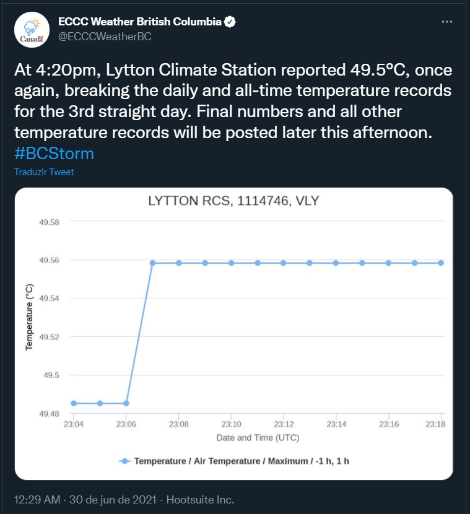 ECCC Weather British Columbia
@ECCCWeatherBC
Canada
At 4:20pm, Lytton Climate Station reported 49.5ºC, once
again, breaking the daily and all-time temperature records
for the 3rd straight day. Final numbers and all other
temperature records will be posted later this afternoon.
#BCStorm
Traduzir Tweet
LYTTON RCS, 1114746, VLY
49.58
49.56
49.54
49.52
49.5
49.48
Temperature (°C)
23:04 23:06 23:08 23:10 23:12 23:14 23:16 23:18
Date and Time (UTC)
Temperature / Air Temperature / Maximum / -1 h, 1 h
12:29 AM · 30 de jun de 2021 · Hootsuite Inc.